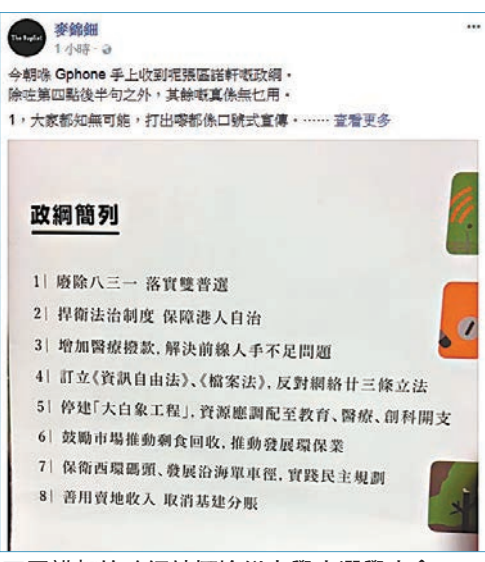 麥錦細
1 小時
今朝喺 Gphone 手上收到呢張區諾軒嘅政綱。
除咗第四點後半句之外，其餘嘅真係無乜用。
1，大家都知無可能，打出嚟都係口號式宣傳。…… 查看更多
政綱簡列
1| 廢除八三一 落實雙普選
2| 捍衛法治制度 保障港人自治
3| 增加醫療撥款，解決前線人手不足問題
4| 訂立《資訊自由法》、《檔案法》，反對網絡廿三條立法
5| 停建「大白象工程」，資源應調配至教育、醫療、創科開支
6| 鼓勵市場推動剩食回收，推動發展環保業
7| 保衛西環碼頭、發展沿海單車徑，實踐民主規劃
8| 善用賣地收入 取消基建分賬